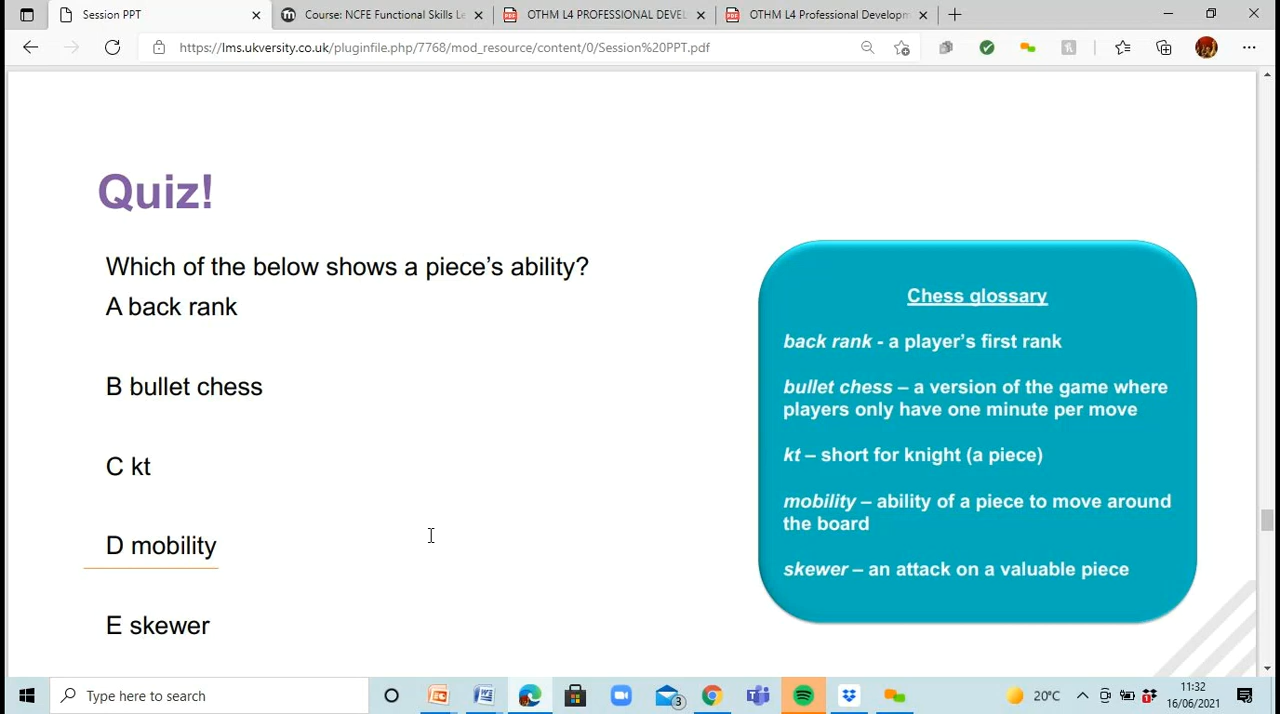 Session PPT
Course: NCFE Functional Skills Le
OTHM L4 PROFESSIONAL DEVEL
OTHM L4 Professional Developm
https://lms.ukversity.co.uk/pluginfile.php/7768/mod_resource/content/0/Session%20PPT.pdf
Quiz!
Which of the below shows a piece’s ability?
A back rank
B bullet chess
C kt
D mobility
E skewer
Chess glossary
back rank - a player’s first rank
bullet chess – a version of the game where
players only have one minute per move
kt – short for knight (a piece)
mobility – ability of a piece to move around
the board
skewer – an attack on a valuable piece
Type here to search
3
20°C
1
11:32
16/06/2021